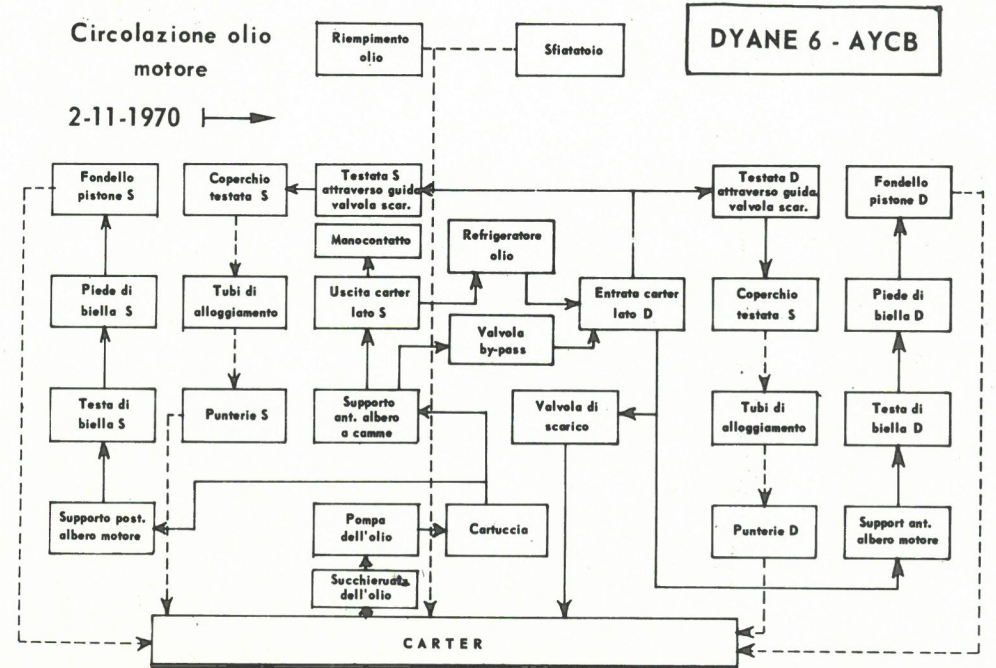 Circolazione olio
motore
2-11-1970
Riempimento
olio
Sfiatatoio
DYANE 6 - AYCB
Fondello
pistone S
Coperchio
testata S
Testata S
attraverso guida
valvola scar.
Testata D
attraverso guida
valvola scar.
Fondello
pistone D
Manocontatto
Refrigeratore
olio
Piede di
biella S
Tubi di
alloggiamento
Uscita carter
lato S
Entrata carter
lato D
Coperchio
testata S
Piede di
biella D
Valvola
by-pass
Testa di
biella S
Punterie S
Supporto
ant. albero
a camme
Valvola di
scarico
Tubi di
alloggiamento
Testa di
biella D
Supporto post.
albero motore
Pompa
dell'olio
Cartuccia
Punterie D
Support ant.
albero motore
dell'olio
CARTER